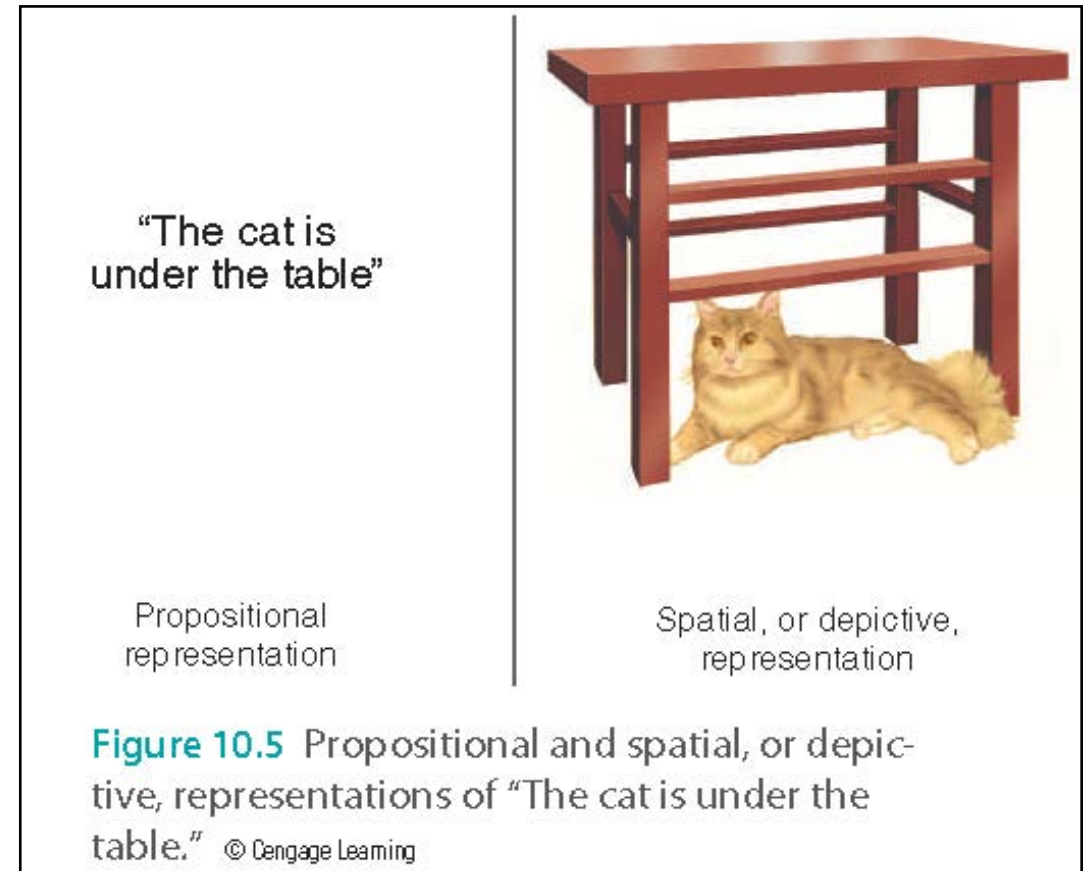 “The cat is
under the table”
Propositional
representation
Spatial, or depictive,
representation
Figure 10.5 Propositional and spatial, or depic-
tive, representations of “The cat is under the
table.” © Cengage Learning